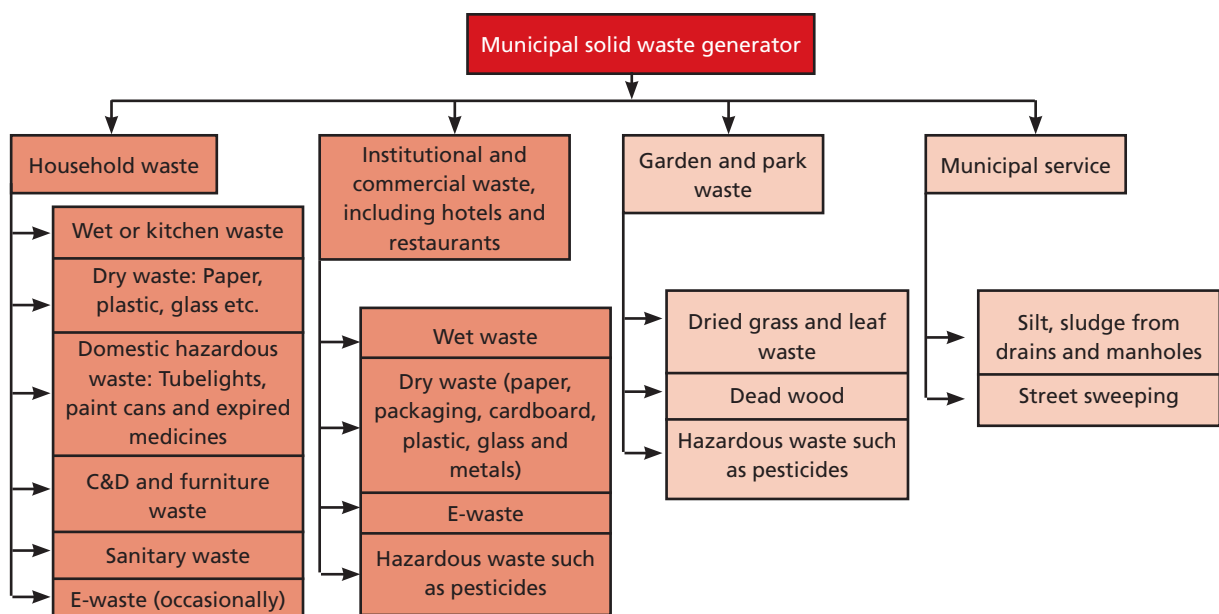 Municipal solid waste generator
Household waste
Wet or kitchen waste
Dry waste: Paper,
plastic, glass etc.
Domestic hazardous
waste: Tubelights,
paint cans and expired
medicines
C&D and furniture
waste
Sanitary waste
E-waste (occasionally)
Institutional and
commercial waste,
including hotels and
restaurants
Wet waste
Dry waste (paper,
packaging, cardboard,
plastic, glass and
metals)
E-waste
Hazardous waste such
as pesticides
Garden and park
waste
Dried grass and leaf
waste
Dead wood
Hazardous waste such
as pesticides
Municipal service
Silt, sludge from
drains and manholes
Street sweeping